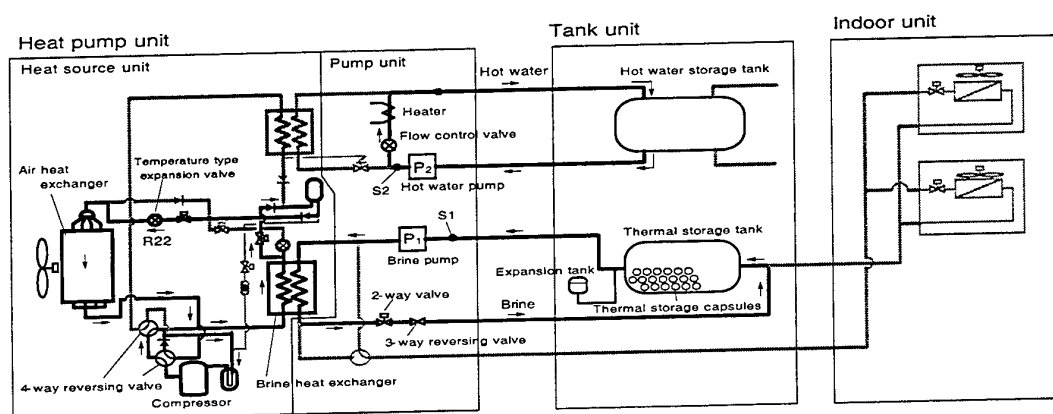 Heat pump unit
Tank unit
Indoor unit
Heat source unit
Pump unit
Hot water
Hot water storage tank
Heater
Flow control valve
Temperature type
expansion valve
Air heat
exchanger
P2
S2
Hot water pump
R22
S1
P1
Brine pump
Thermal storage tank
Expansion tank
2-way valve
Brine
Thermal storage capsules
3-way reversing valve
4-way reversing valve
Brine heat exchanger
Compressor